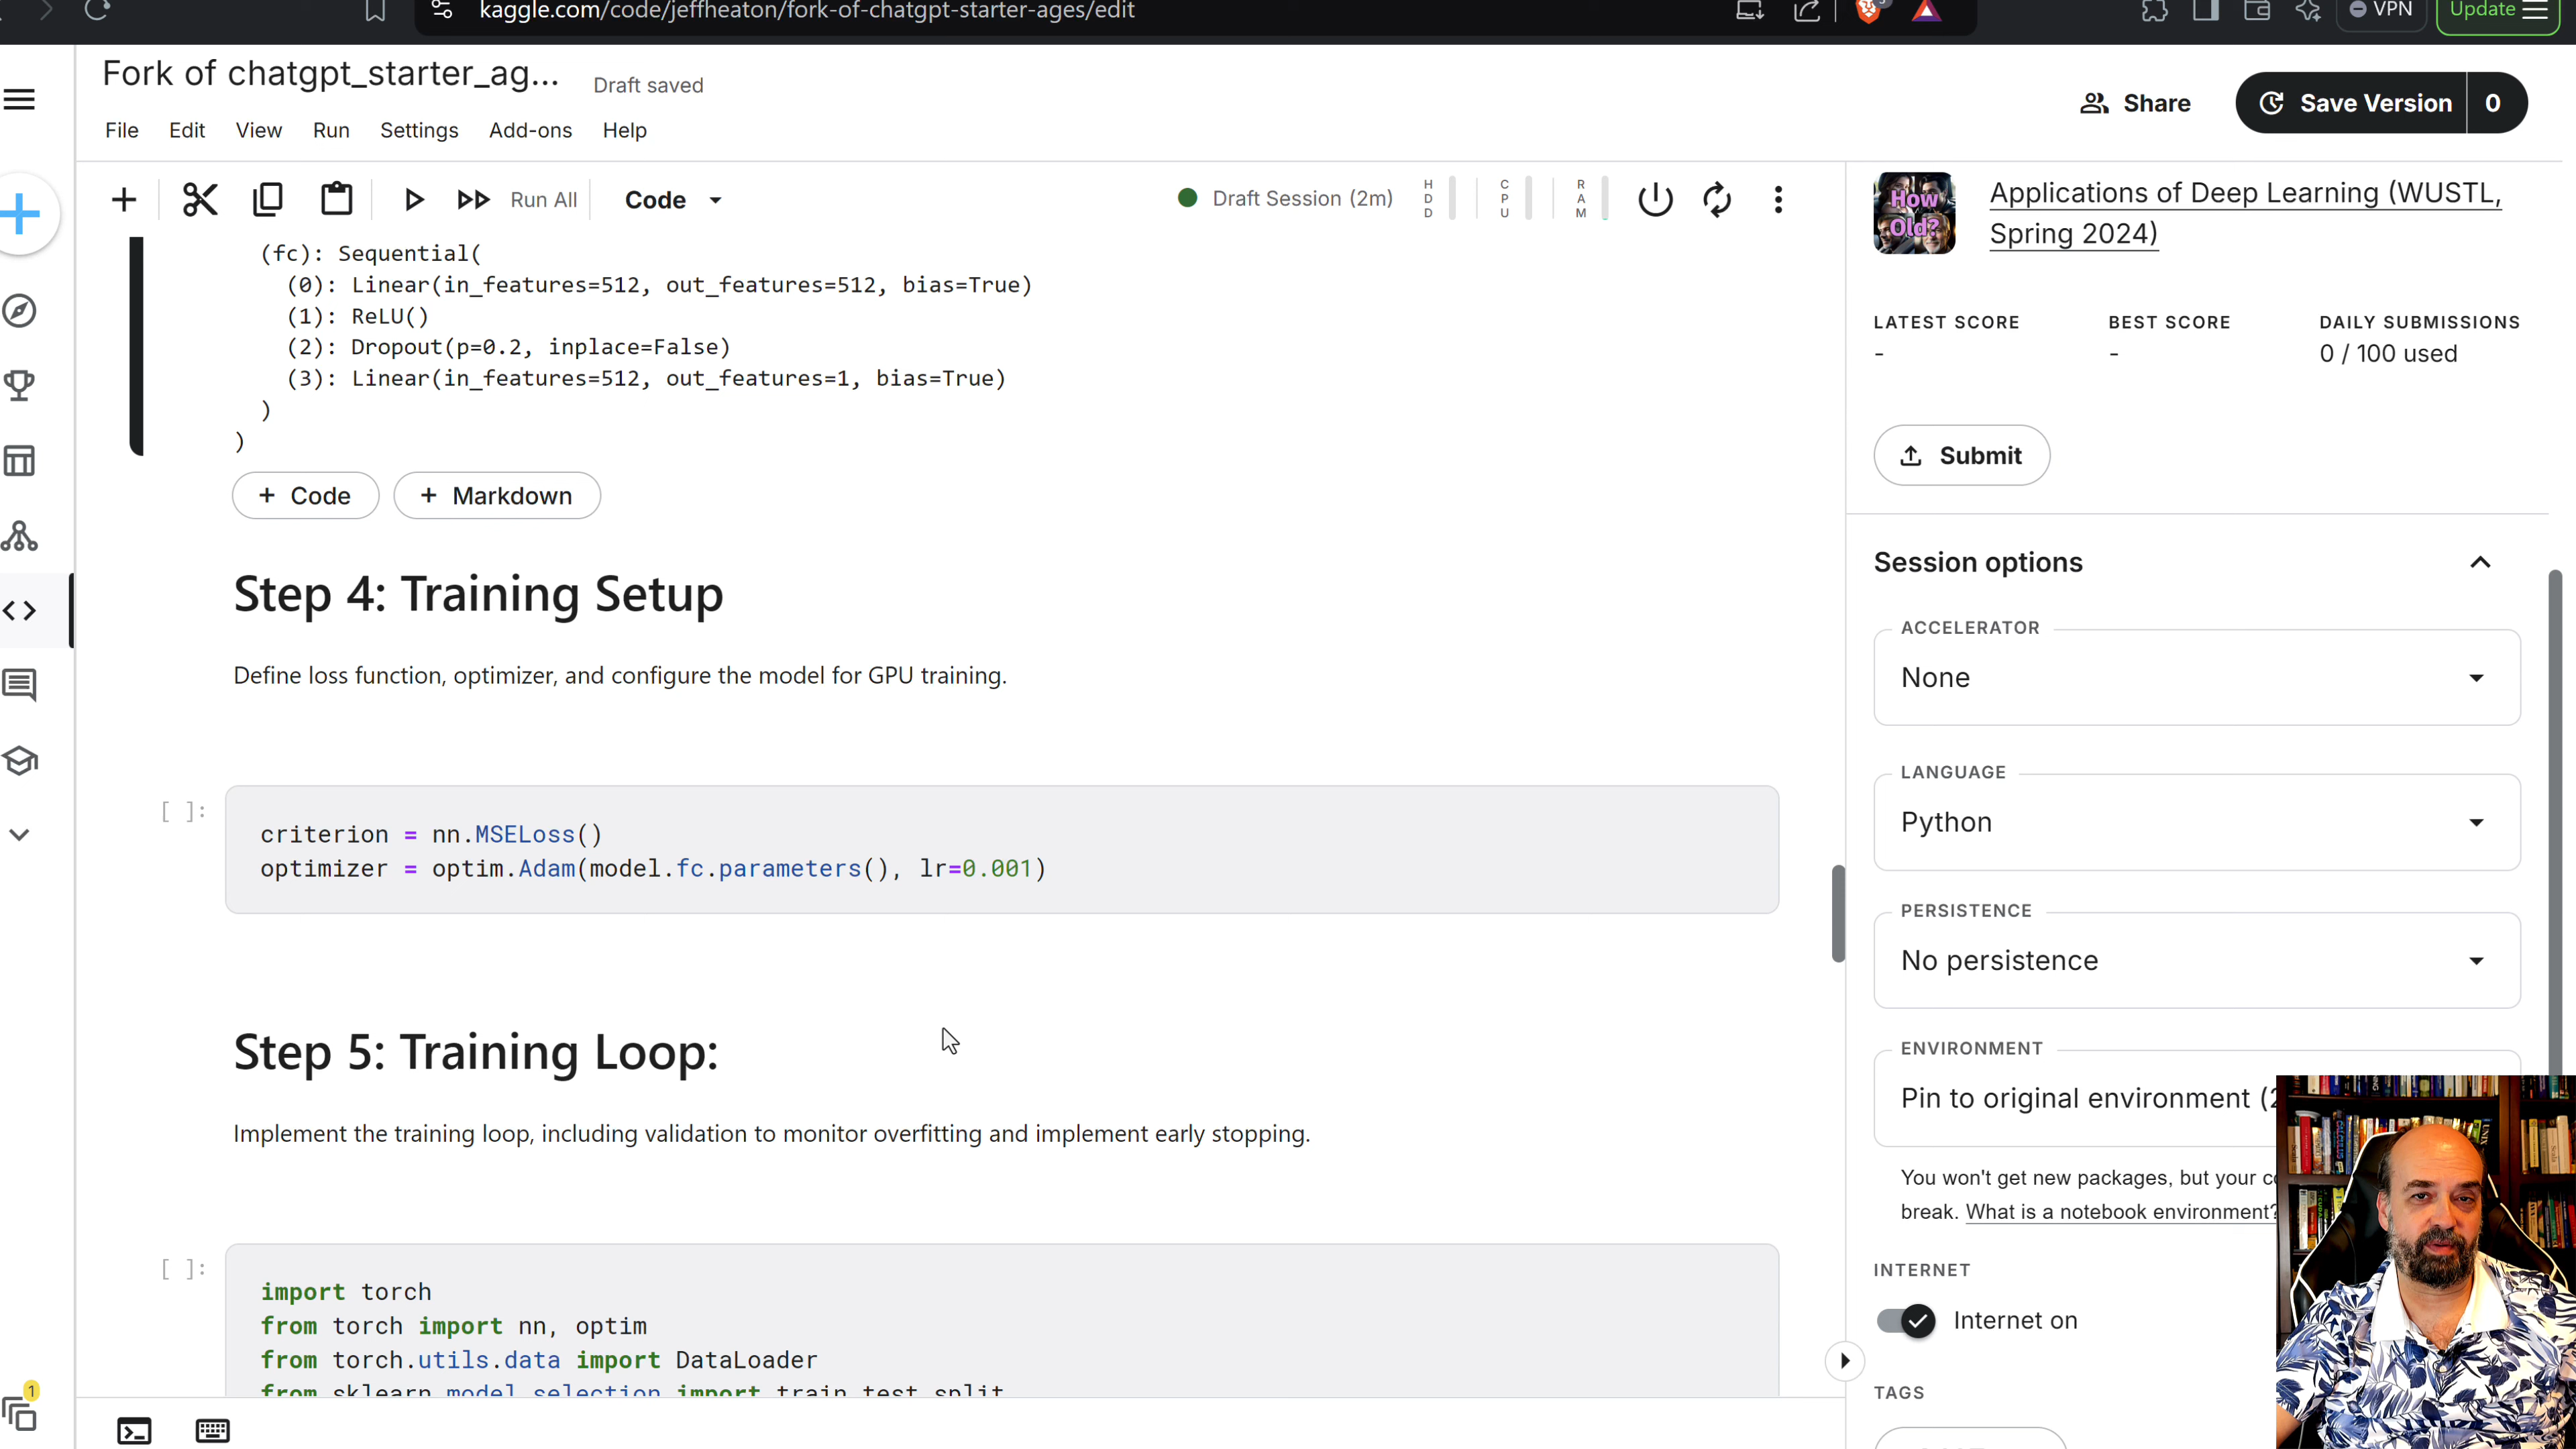 kaggle.com/code/jeffheaton/fork-of-chatgpt-starter-ages/edit
VPN
Update
Fork of chatgpt_starter_ag...
Draft saved
File Edit View Run Settings Add-ons Help
Share
Save Version 0
Run All
Code
Draft Session (2m)
HDD
CPU
RAM
(fc): Sequential(
(0): Linear(in_features=512, out_features=512, bias=True)
(1): ReLU()
(2): Dropout(p=0.2, inplace=False)
(3): Linear(in_features=512, out_features=1, bias=True)
)
)
+ Code
+ Markdown
Step 4: Training Setup
Define loss function, optimizer, and configure the model for GPU training.
[ ]:
criterion = nn.MSELoss()
optimizer = optim.Adam(model.fc.parameters(), lr=0.001)
Step 5: Training Loop:
Implement the training loop, including validation to monitor overfitting and implement early stopping.
[ ]:
import torch
from torch import nn, optim
from torch.utils.data import DataLoader
from sklearn.model_selection import train_test_split
1
How
Old?
Applications of Deep Learning (WUSTL,
Spring 2024)
LATEST SCORE
-
BEST SCORE
-
DAILY SUBMISSIONS
0 / 100 used
Submit
Session options
ACCELERATOR
None
LANGUAGE
Python
PERSISTENCE
No persistence
ENVIRONMENT
Pin to original environment (
You won't get new packages, but your
break. What is a notebook environment?
INTERNET
Internet on
TAGS